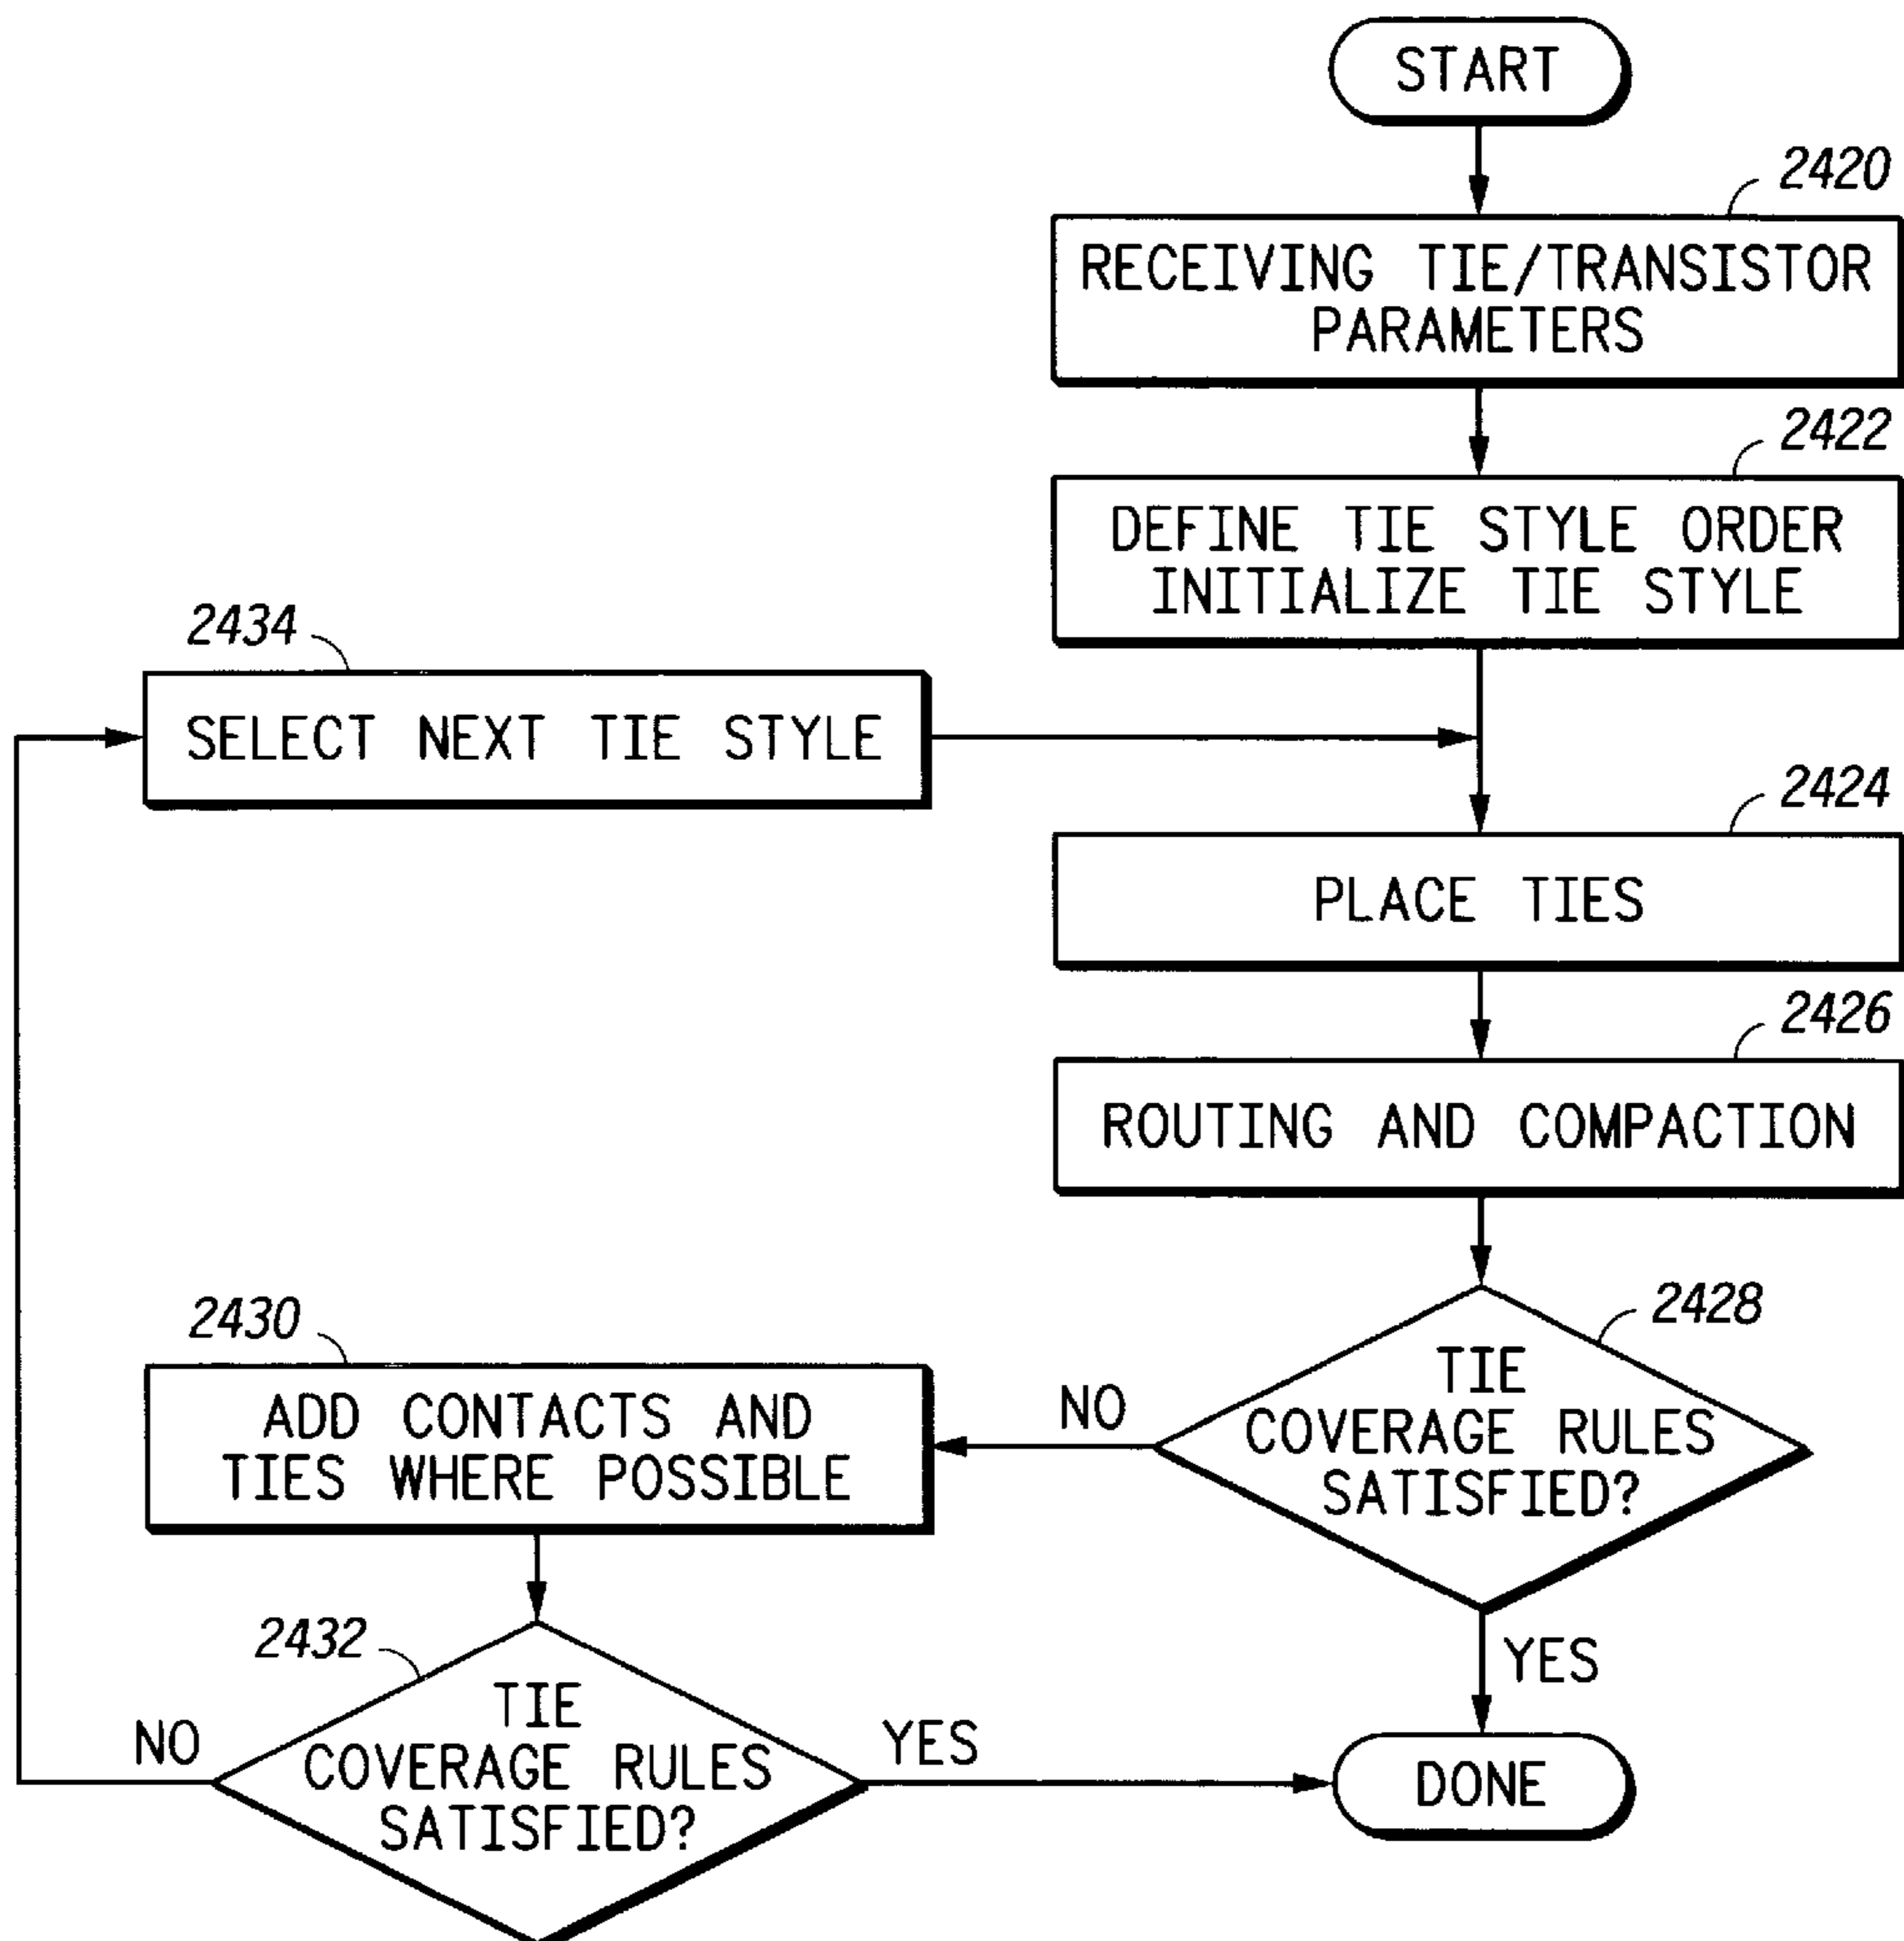 START
2420
RECEIVING TIE/TRANSISTOR
PARAMETERS
2422
DEFINE TIE STYLE ORDER
INITIALIZE TIE STYLE
2434
SELECT NEXT TIE STYLE
2424
PLACE TIES
2426
ROUTING AND COMPACTION
2428
TIE
COVERAGE RULES
SATISFIED?
NO
YES
2430
ADD CONTACTS AND
TIES WHERE POSSIBLE
2432
TIE
COVERAGE RULES
SATISFIED?
NO
YES
DONE